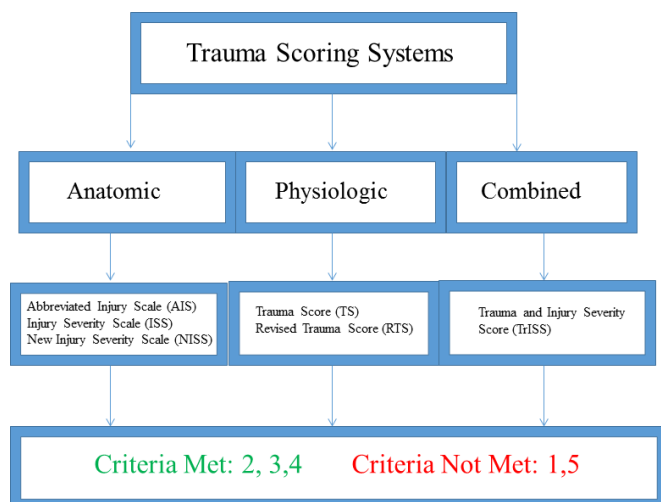 Trauma Scoring Systems
Anatomic
Physiologic
Combined
Abbreviated Injury Scale (AIS)
Injury Severity Scale (ISS)
New Injury Severity Scale (NISS)
Trauma Score (TS)
Revised Trauma Score (RTS)
Trauma and Injury Severity
Score (TrISS)
Criteria Met: 2, 3,4 Criteria Not Met: 1,5